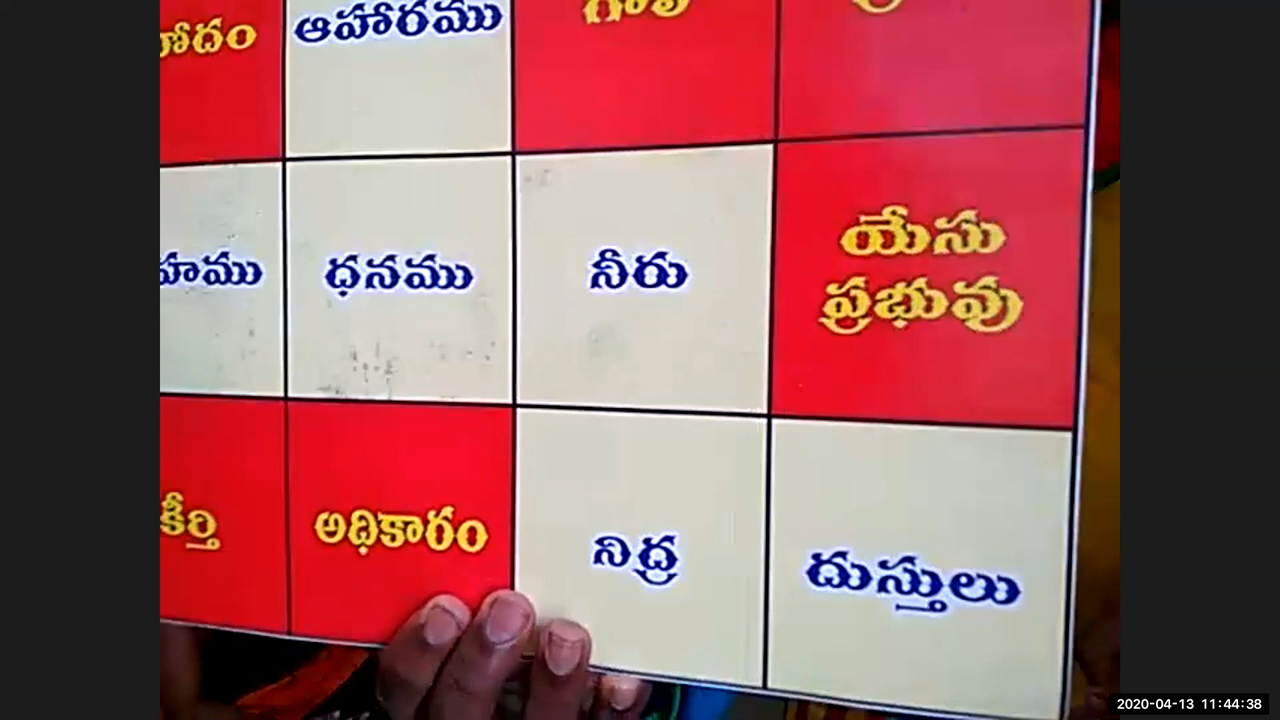 ఆహారము
ధనము
నీరు
యేసు
ప్రభువు
కీర్తి
అధికారం
నిద్ర
దుస్తులు
2020-04-13 11:44:38